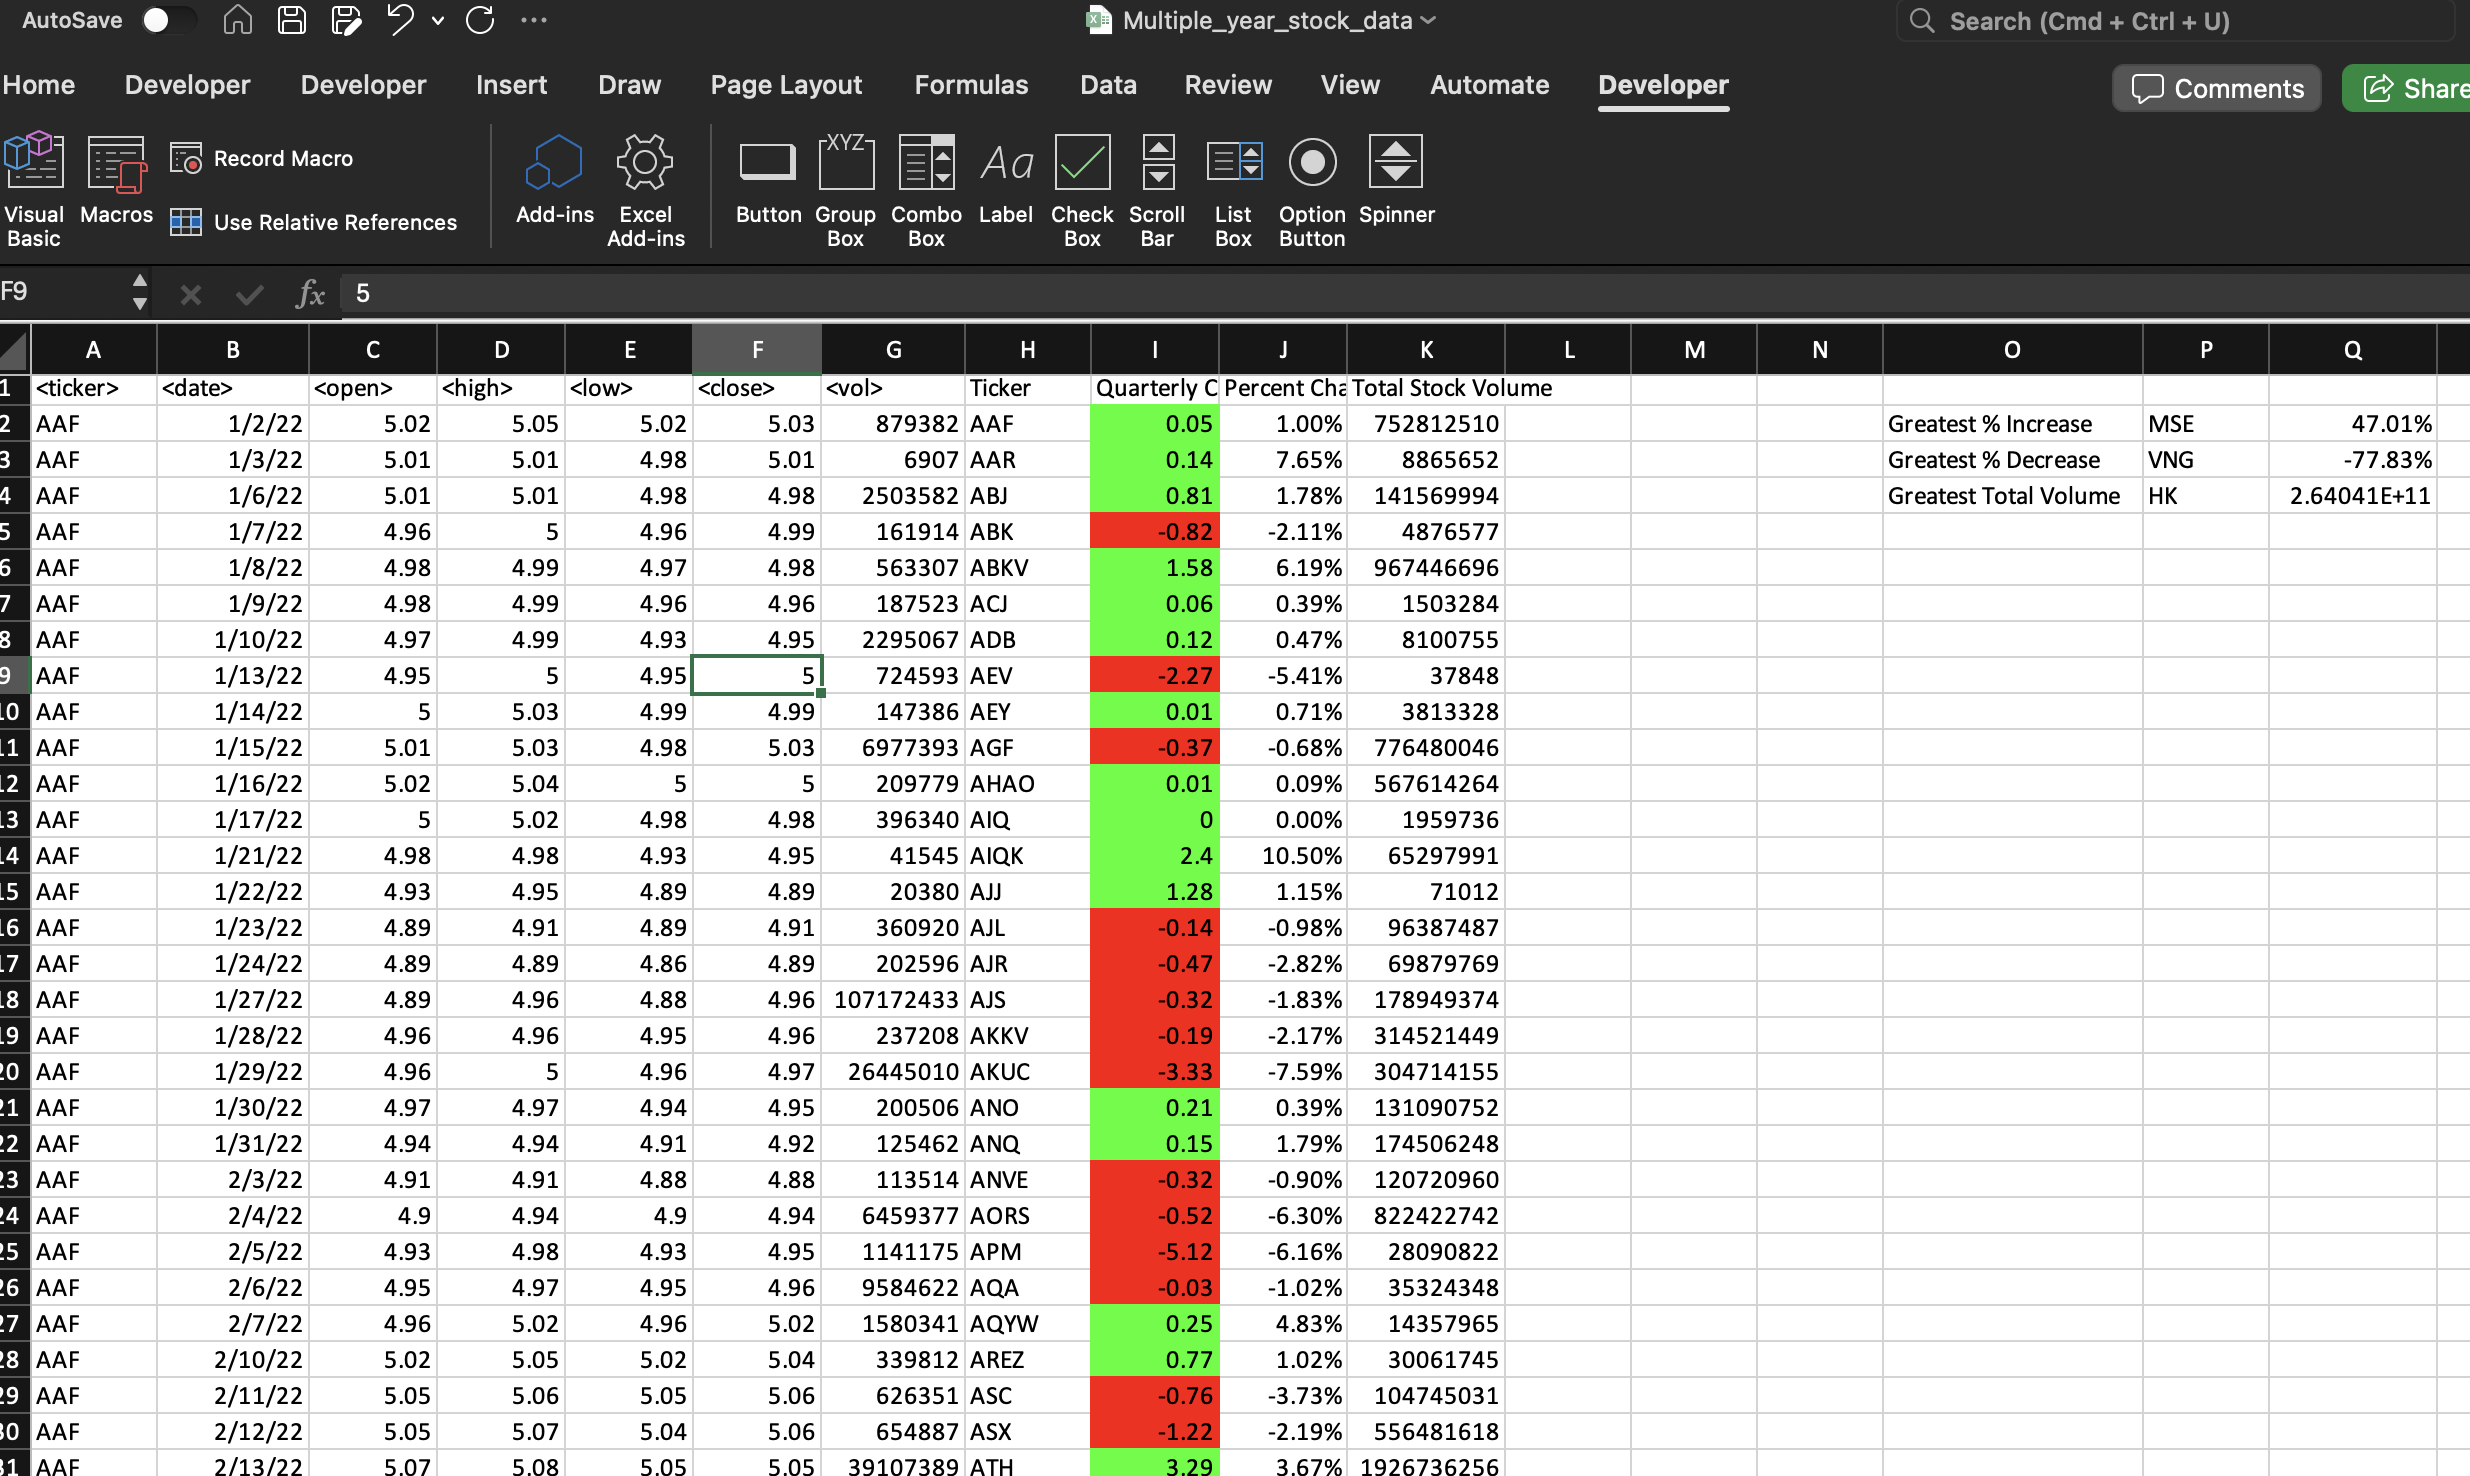 AutoSave Multiple_year_stock_data Search (Cmd + Ctrl + U)
Home Developer Developer Insert Draw Page Layout Formulas Data Review View Automate Developer Comments Share
XYZ Aa
Record Macro
Visual Basic Macros Use Relative References Add-ins Excel Add-ins Button Group Box Combo Box Label Check Box Scroll Bar List Box Option Button Spinner
F9 fx 5
A B C D E F G H I J K L M N O P Q
1 <ticker> <date> <open> <high> <low> <close> <vol> Ticker Quarterly C Percent Cha Total Stock Volume
2 AAF 1/2/22 5.02 5.05 5.02 5.03 879382 AAF 0.05 1.00% 752812510 Greatest % Increase MSE 47.01%
3 AAF 1/3/22 5.01 5.01 4.98 5.01 6907 AAR 0.14 7.65% 8865652 Greatest % Decrease VNG -77.83%
4 AAF 1/6/22 5.01 5.01 4.98 4.98 2503582 ABJ 0.81 1.78% 141569994 Greatest Total Volume HK 2.64041E+11
5 AAF 1/7/22 4.96 5 4.96 4.99 161914 ABK -0.82 -2.11% 4876577
6 AAF 1/8/22 4.98 4.99 4.97 4.98 563307 ABKV 1.58 6.19% 967446696
7 AAF 1/9/22 4.98 4.99 4.96 4.96 187523 ACJ 0.06 0.39% 1503284
8 AAF 1/10/22 4.97 4.99 4.93 4.95 2295067 ADB 0.12 0.47% 8100755
9 AAF 1/13/22 4.95 5 4.95 5 724593 AEV -2.27 -5.41% 37848
10 AAF 1/14/22 5 5.03 4.99 4.99 147386 AEY 0.01 0.71% 3813328
11 AAF 1/15/22 5.01 5.03 4.98 5.03 6977393 AGF -0.37 -0.68% 776480046
12 AAF 1/16/22 5.02 5.04 5 5 209779 AHAO 0.01 0.09% 567614264
13 AAF 1/17/22 5 5.02 4.98 4.98 396340 AIQ 0 0.00% 1959736
14 AAF 1/21/22 4.98 4.98 4.93 4.95 41545 AIQK 2.4 10.50% 65297991
15 AAF 1/22/22 4.93 4.95 4.89 4.89 20380 AJJ 1.28 1.15% 71012
16 AAF 1/23/22 4.89 4.91 4.89 4.91 360920 AJL -0.14 -0.98% 96387487
17 AAF 1/24/22 4.89 4.89 4.86 4.89 202596 AJR -0.47 -2.82% 69879769
18 AAF 1/27/22 4.89 4.96 4.88 4.96 107172433 AJS -0.32 -1.83% 178949374
19 AAF 1/28/22 4.96 4.96 4.95 4.96 237208 AKKV -0.19 -2.17% 314521449
20 AAF 1/29/22 4.96 5 4.96 4.97 26445010 AKUC -3.33 -7.59% 304714155
21 AAF 1/30/22 4.97 4.97 4.94 4.95 200506 ANO 0.21 0.39% 131090752
22 AAF 1/31/22 4.94 4.94 4.91 4.92 125462 ANQ 0.15 1.79% 174506248
23 AAF 2/3/22 4.91 4.91 4.88 4.88 113514 ANVE -0.32 -0.90% 120720960
24 AAF 2/4/22 4.9 4.94 4.9 4.94 6459377 AORS -0.52 -6.30% 822422742
25 AAF 2/5/22 4.93 4.98 4.93 4.95 1141175 APM -5.12 -6.16% 28090822
26 AAF 2/6/22 4.95 4.97 4.95 4.96 9584622 AQA -0.03 -1.02% 35324348
27 AAF 2/7/22 4.96 5.02 4.96 5.02 1580341 AQYW 0.25 4.83% 14357965
28 AAF 2/10/22 5.02 5.05 5.02 5.04 339812 AREZ 0.77 1.02% 30061745
29 AAF 2/11/22 5.05 5.06 5.05 5.06 626351 ASC -0.76 -3.73% 104745031
30 AAF 2/12/22 5.05 5.07 5.04 5.06 654887 ASX -1.22 -2.19% 556481618
31 AAF 2/13/22 5.07 5.08 5.05 5.05 39107389 ATH 3.29 3.67% 1926736256